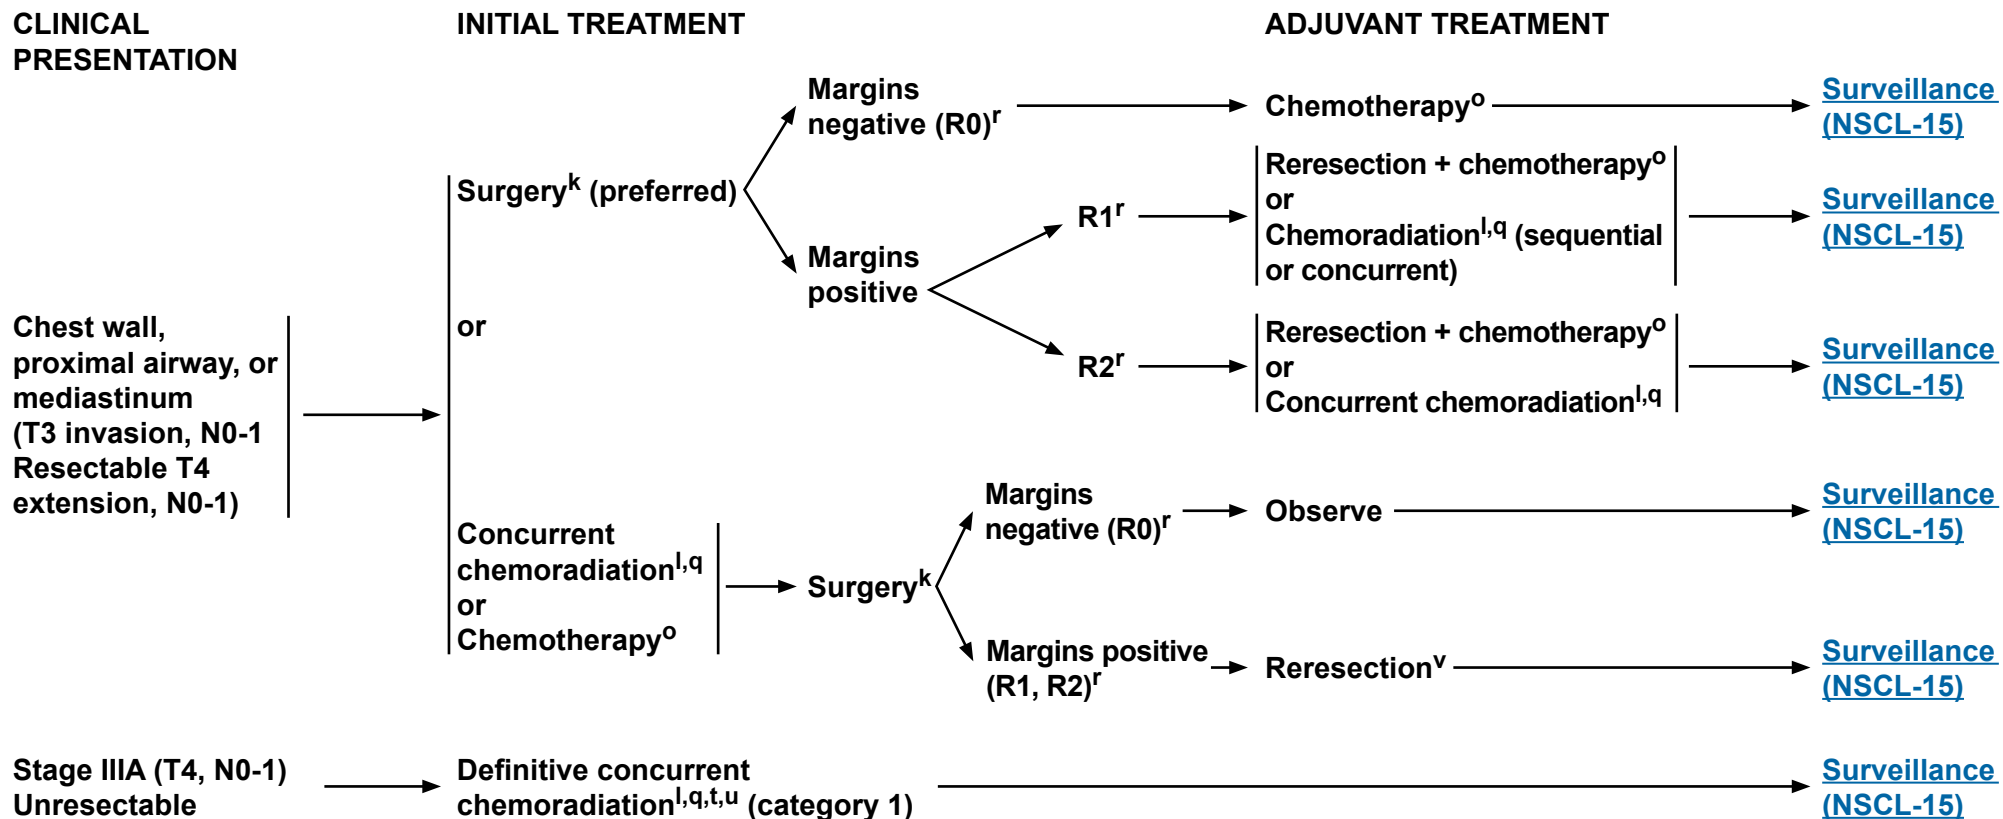 CLINICAL
PRESENTATION
INITIAL TREATMENT
ADJUVANT TREATMENT
Chest wall,
proximal airway, or
mediastinum
(T3 invasion, N0-1
Resectable T4
extension, N0-1)
Surgeryᵏ (preferred)
or
Concurrent
chemoradiationˡ,q
or
Chemotherapyᵒ
Margins
negative (R0)ʳ
Chemotherapyᵒ
Surveillance
(NSCL-15)
Margins
positive
R1ʳ
Reresection + chemotherapyᵒ
or
Chemoradiationˡ,q (sequential
or concurrent)
Surveillance
(NSCL-15)
R2ʳ
Reresection + chemotherapyᵒ
or
Concurrent chemoradiationˡ,q
Surveillance
(NSCL-15)
Surgeryᵏ
Margins
negative (R0)ʳ
Observe
Surveillance
(NSCL-15)
Margins positive
(R1, R2)ʳ
Reresectionᵛ
Surveillance
(NSCL-15)
Stage IIIA (T4, N0-1)
Unresectable
Definitive concurrent
chemoradiationˡ,q,t,u (category 1)
Surveillance
(NSCL-15)